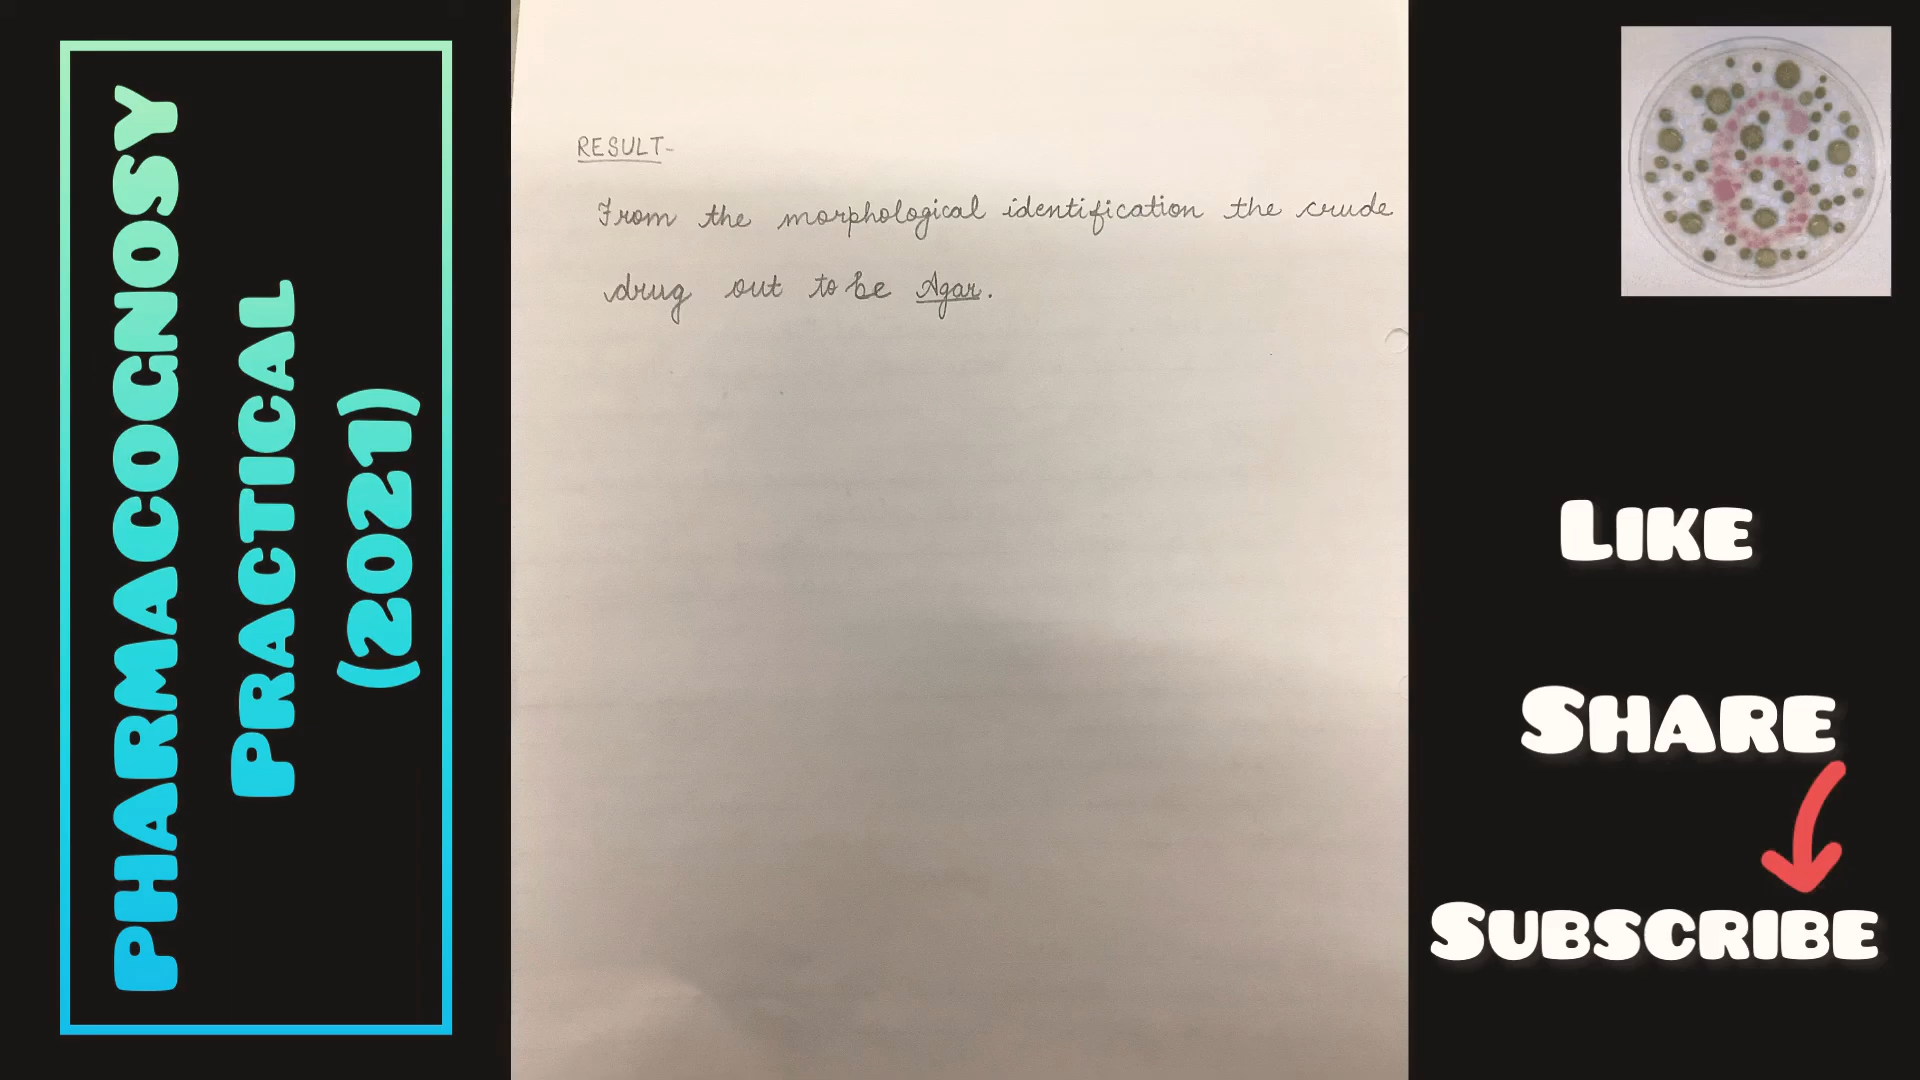 PHARMACOGNOSY
PRACTICAL
(2021)
RESULT-
From the morphological identification the crude
drug out to be Agar.
LIKE
SHARE
SUBSCRIBE